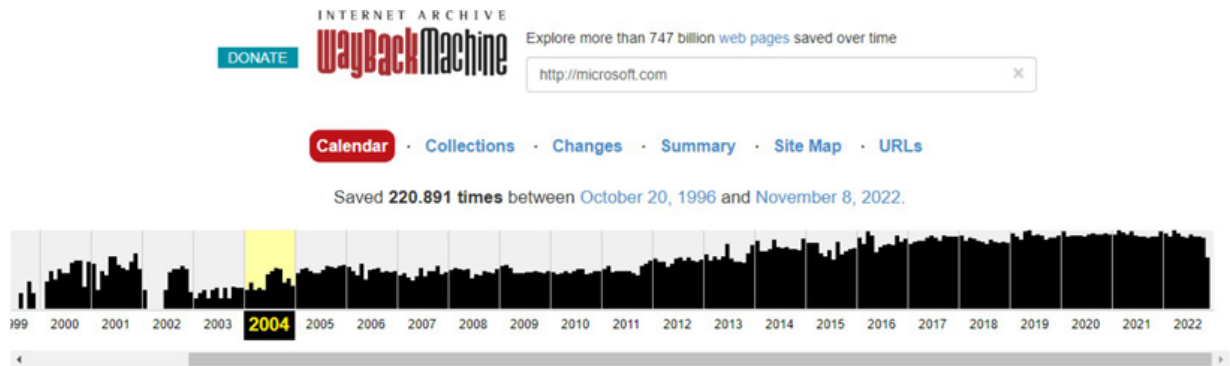 INTERNET ARCHIVE
DONATE
WayBackMachine
Explore more than 747 billion web pages saved over time
http://microsoft.com ×
Calendar · Collections · Changes · Summary · Site Map · URLs
Saved 220.891 times between October 20, 1996 and November 8, 2022.
999 2000 2001 2002 2003 2004 2005 2006 2007 2008 2009 2010 2011 2012 2013 2014 2015 2016 2017 2018 2019 2020 2021 2022